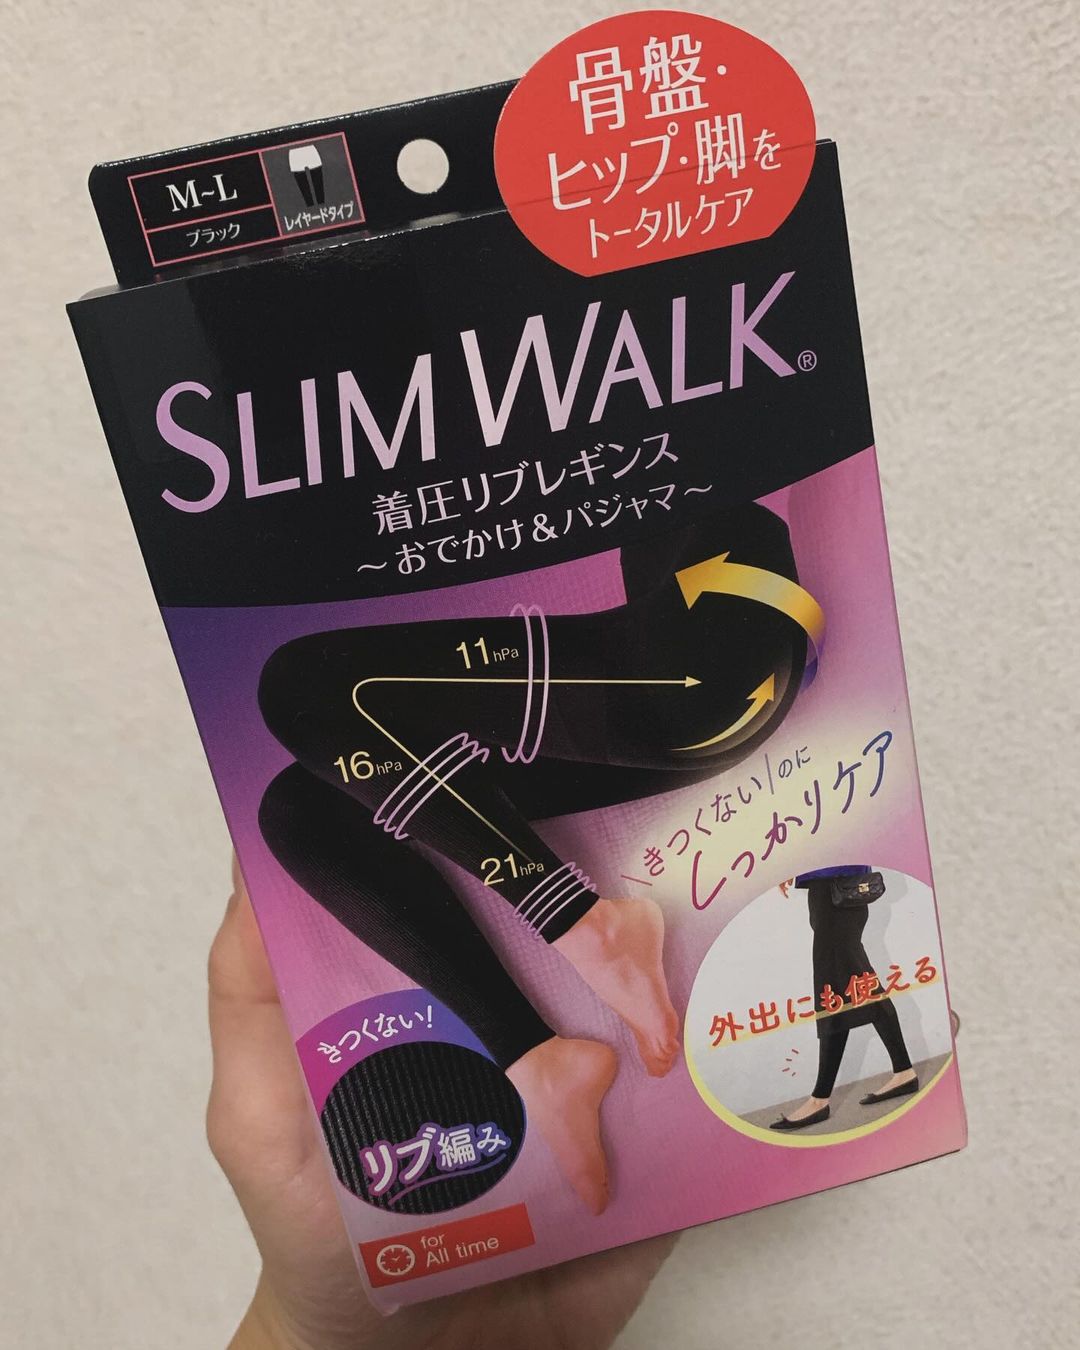 骨盤・
ヒップ・脚を
トータルケア
M~L
ブラック
レイヤードタイプ
SLIM WALK®
着圧リブレギンス
～おでかけ&パジャマ～
11hPa
16hPa
21hPa
\きつくない/のに
しっかりケア
外出にも使える
きつくない!
リブ編み
for
All time